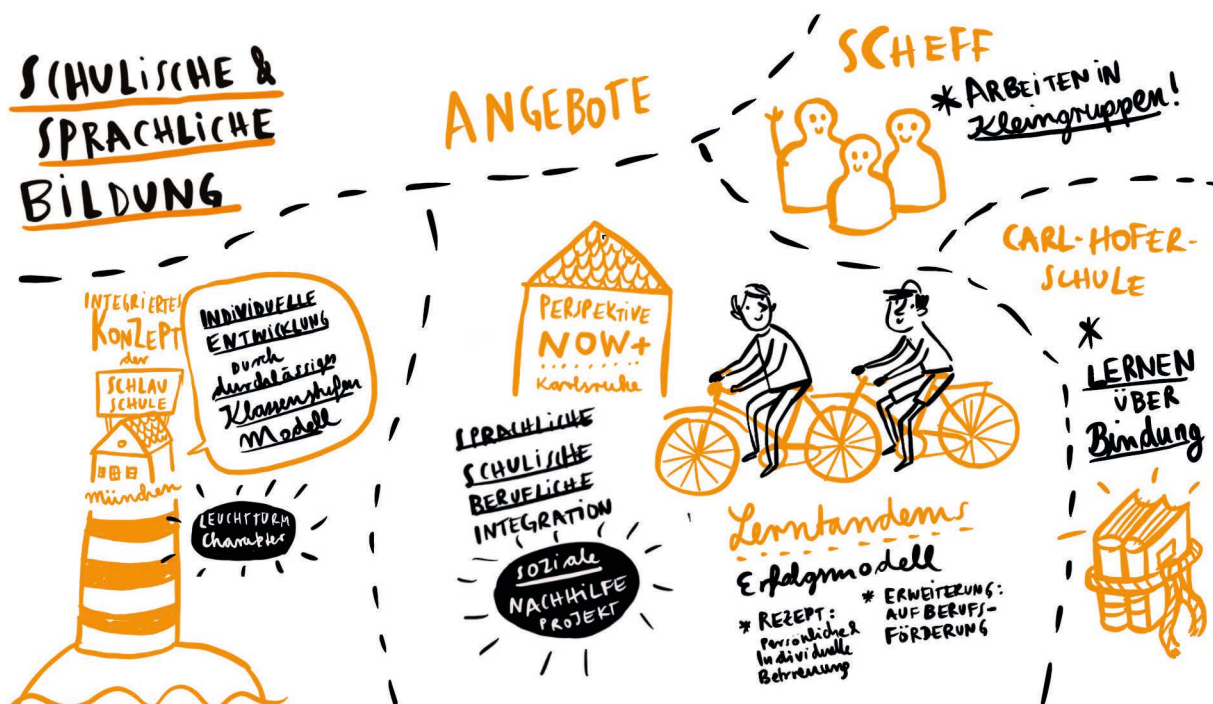 SCHULISCHE &
SPRACHLICHE
BILDUNG
ANGEBOTE
SCHEFF
* ARBEITEN IN
Kleingruppen!
CARL-HOFER-
SCHULE
*
LERNEN
ÜBER
Bindung
INTEGRIERTES
KONZEPT
der
SCHLAU
SCHULE
München
INDIVIDUELLE
ENTWICKLUNG
DURCH
durchlässiges
Klassenstufen
Modell
LEUCHTTURM
Charakter
PERSPEKTIVE
NOW+
Karlsruhe
SPRACHLICHE
SCHULISCHE
BERUFLICHE
INTEGRATION
SOZIALE
NACHHILFE
PROJEKT
Lerntandems
Erfolgsmodell
* REZEPT:
Persönliche &
Individuelle
Betreuung
* ERWEITERUNG:
AUF BERUFS-
FÖRDERUNG